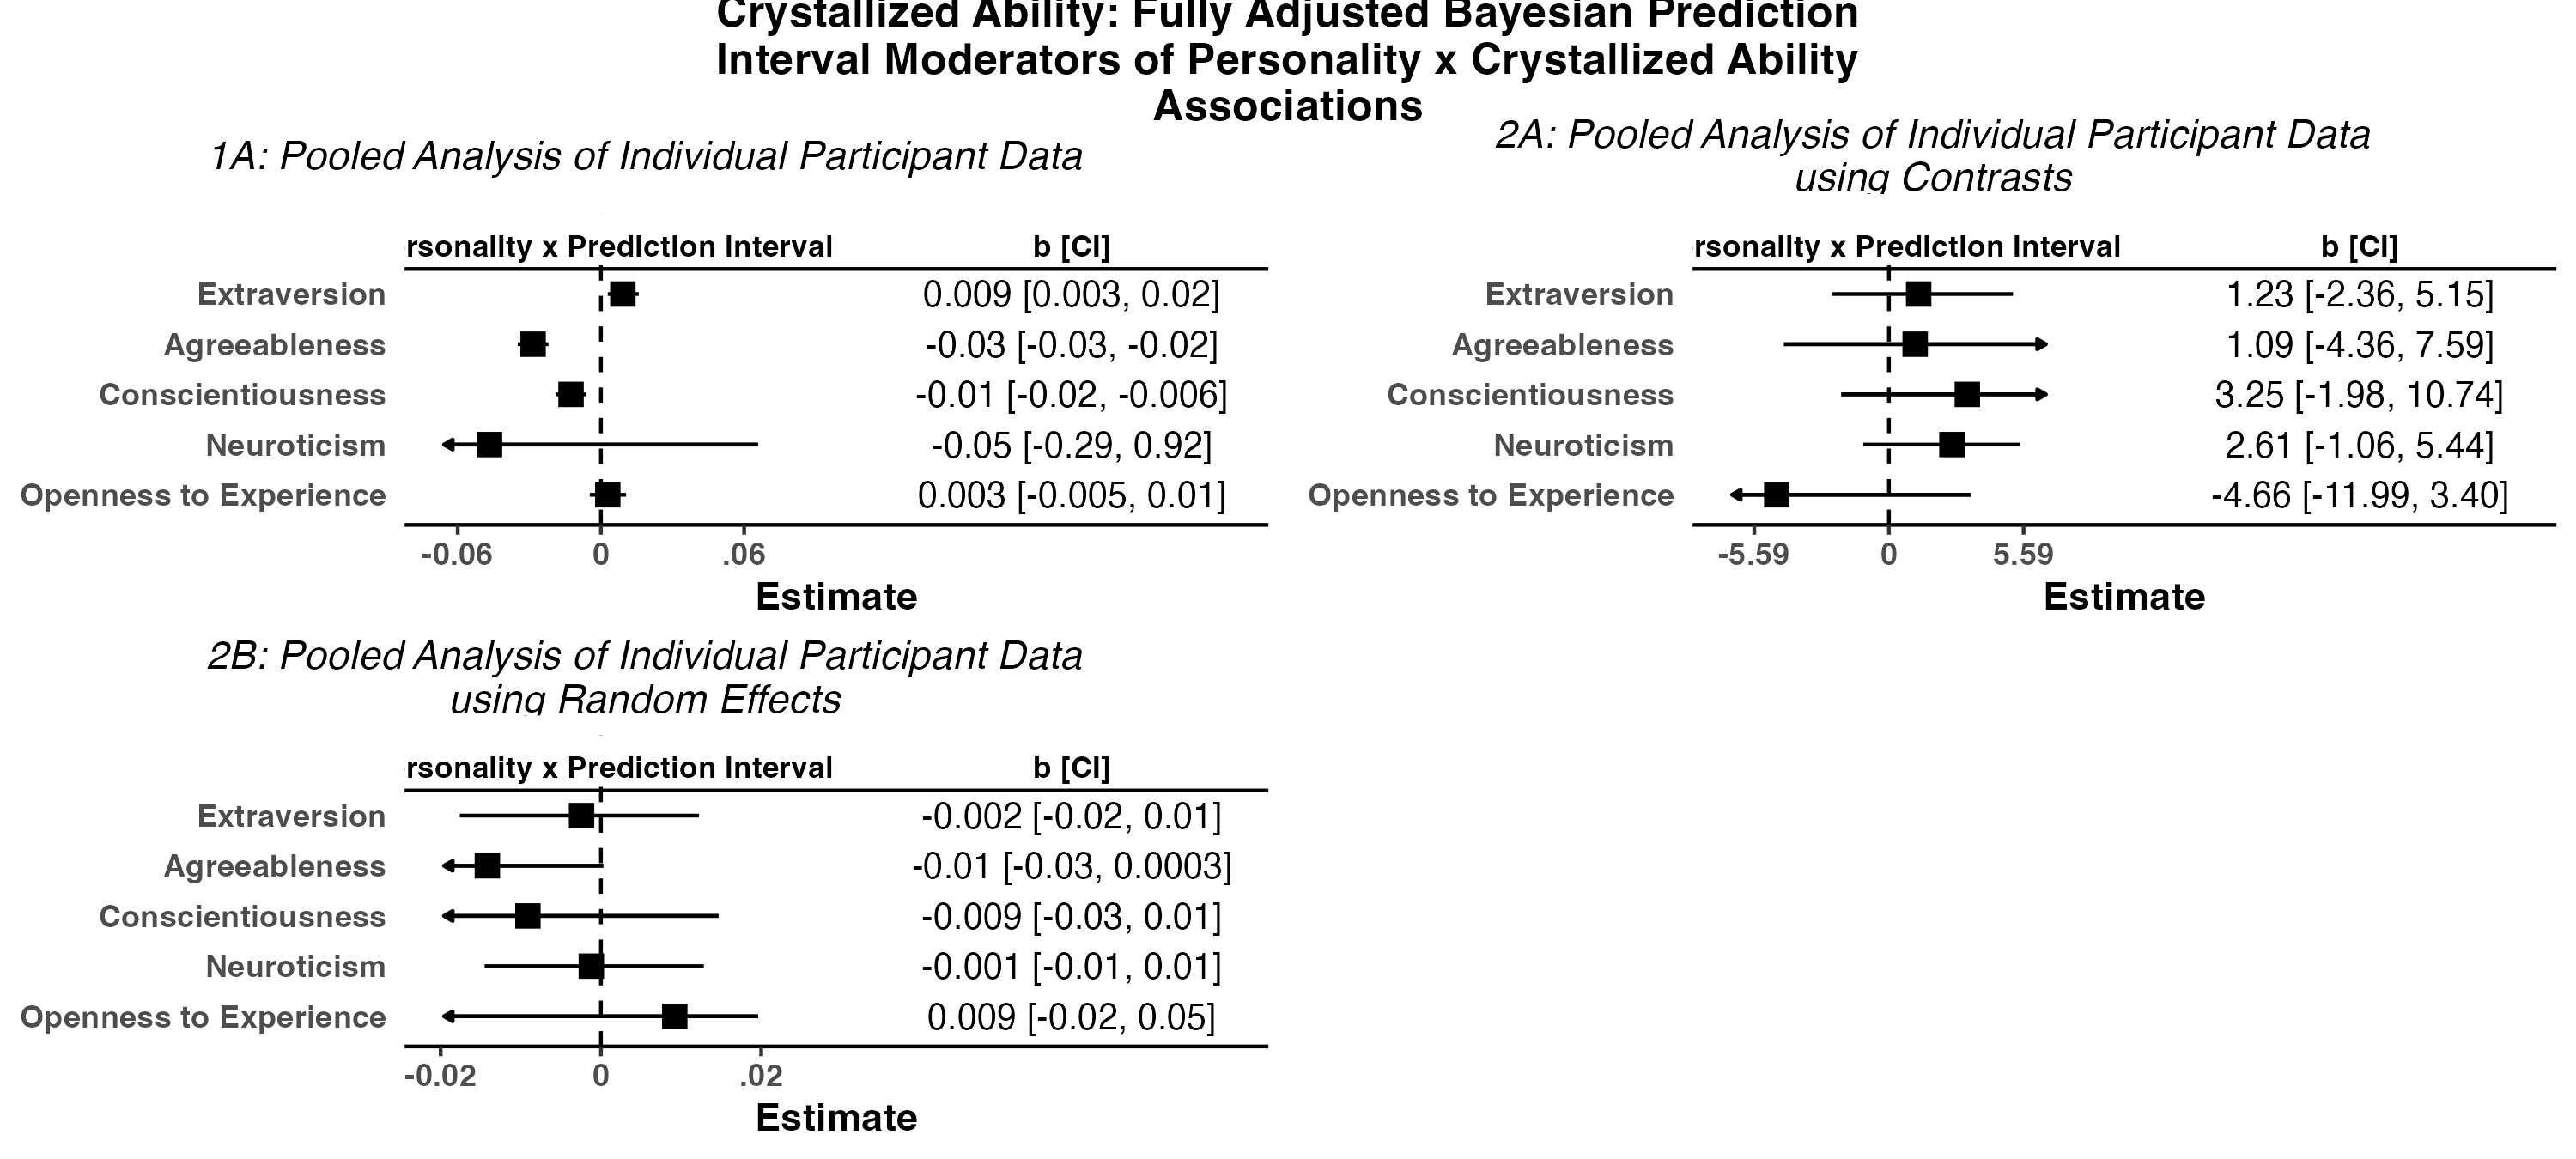 Crystallized Ability: Fully Adjusted Bayesian Prediction
Interval Moderators of Personality x Crystallized Ability
Associations
1A: Pooled Analysis of Individual Participant Data
rsonality x Prediction Interval b [CI]
Extraversion 0.009 [0.003, 0.02]
Agreeableness -0.03 [-0.03, -0.02]
Conscientiousness -0.01 [-0.02, -0.006]
Neuroticism -0.05 [-0.29, 0.92]
Openness to Experience 0.003 [-0.005, 0.01]
-0.06 0 .06
Estimate
2A: Pooled Analysis of Individual Participant Data
using Contrasts
rsonality x Prediction Interval b [CI]
Extraversion 1.23 [-2.36, 5.15]
Agreeableness 1.09 [-4.36, 7.59]
Conscientiousness 3.25 [-1.98, 10.74]
Neuroticism 2.61 [-1.06, 5.44]
Openness to Experience -4.66 [-11.99, 3.40]
-5.59 0 5.59
Estimate
2B: Pooled Analysis of Individual Participant Data
using Random Effects
rsonality x Prediction Interval b [CI]
Extraversion -0.002 [-0.02, 0.01]
Agreeableness -0.01 [-0.03, 0.0003]
Conscientiousness -0.009 [-0.03, 0.01]
Neuroticism -0.001 [-0.01, 0.01]
Openness to Experience 0.009 [-0.02, 0.05]
-0.02 0 .02
Estimate